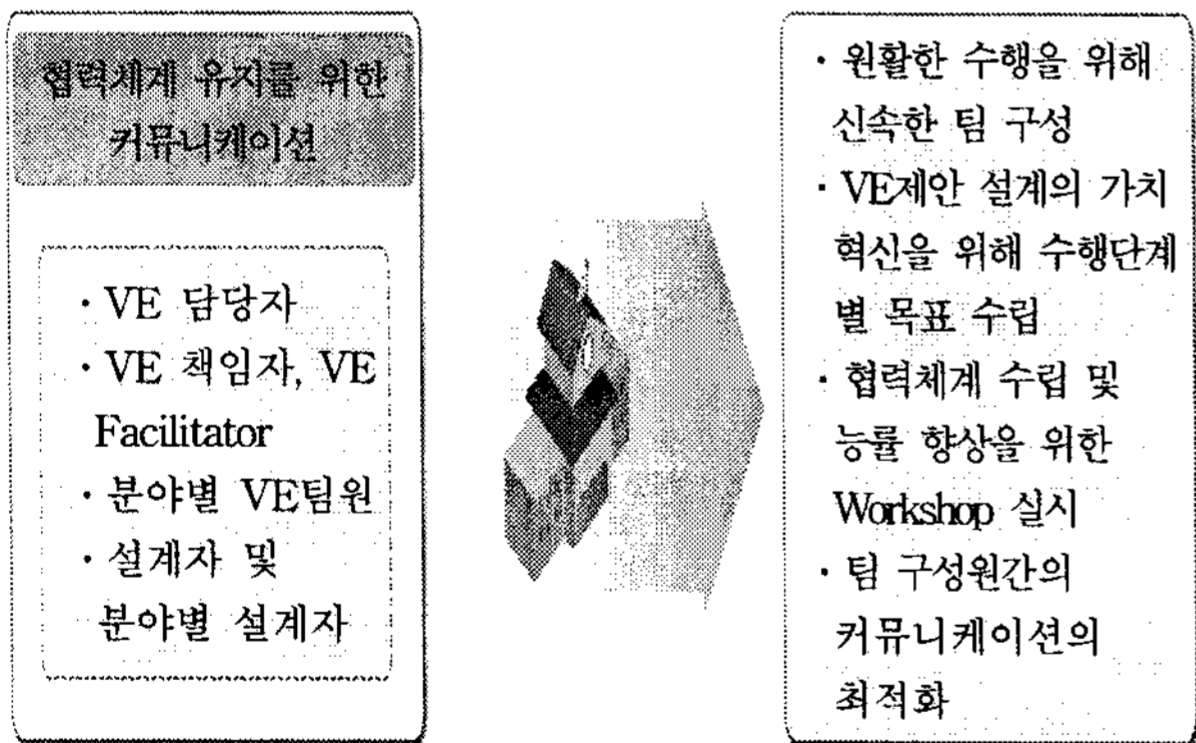 협력체계 유지를 위한
커뮤니케이션
· VE 담당자
· VE 책임자, VE
Facilitator
· 분야별 VE팀원
· 설계자 및
분야별 설계자
· 원활한 수행을 위해
신속한 팀 구성
· VE제안 설계의 가치
혁신을 위해 수행단계
별 목표 수립
· 협력체계 수립 및
능률 향상을 위한
Workshop 실시
· 팀 구성원간의
커뮤니케이션의
최적화